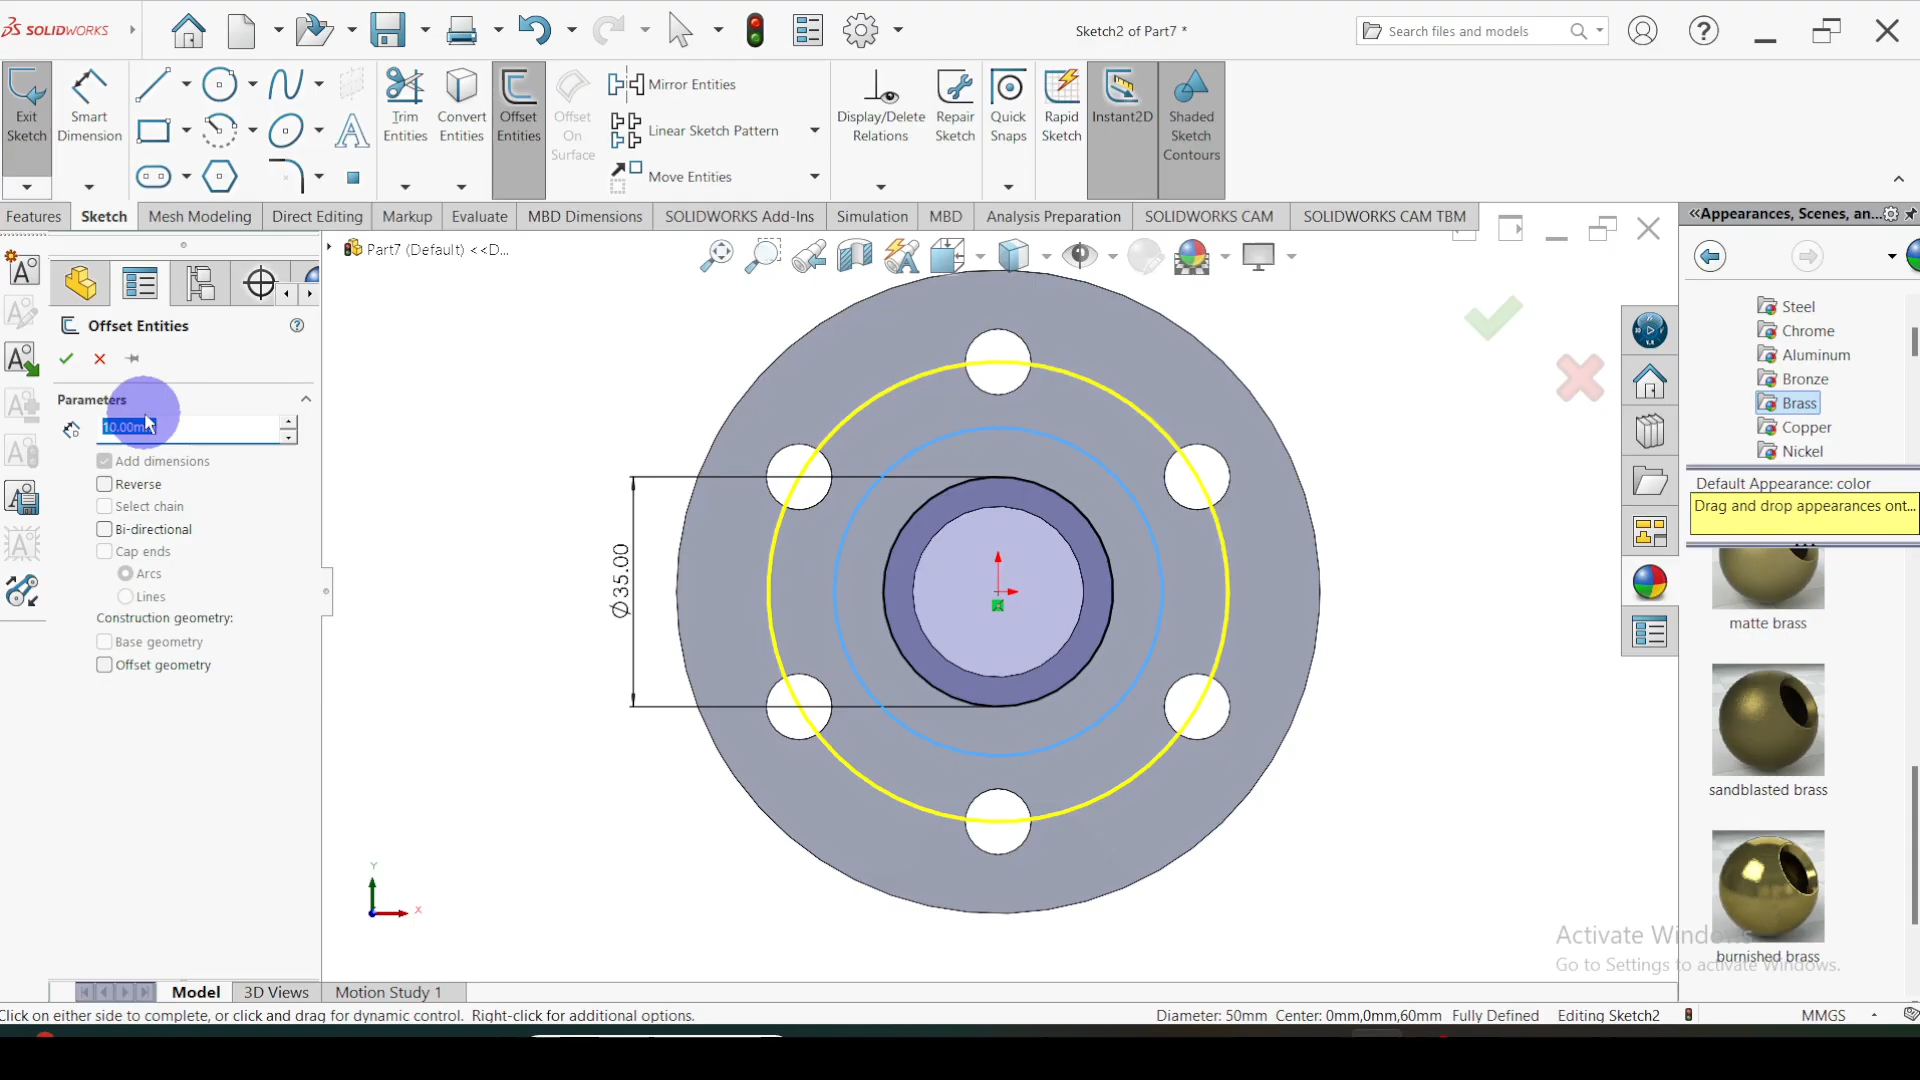 SOLIDWORKS
Sketch2 of Part7 *
Search files and models
Exit Sketch
Smart Dimension
Trim Entities
Convert Entities
Offset Entities
Offset On Surface
Mirror Entities
Linear Sketch Pattern
Move Entities
Display/Delete Relations
Repair Sketch
Quick Snaps
Rapid Sketch
Instant2D
Shaded Sketch Contours
Features
Sketch
Mesh Modeling
Direct Editing
Markup
Evaluate
MBD Dimensions
SOLIDWORKS Add-Ins
Simulation
MBD
Analysis Preparation
SOLIDWORKS CAM
SOLIDWORKS CAM TBM
Appearances, Scenes, an...
Part7 (Default) <<D...
Offset Entities
Parameters
10.00mm
Add dimensions
Reverse
Select chain
Bi-directional
Cap ends
Arcs
Lines
Construction geometry:
Base geometry
Offset geometry
Ø35.00
Y
X
Steel
Chrome
Aluminum
Bronze
Brass
Copper
Nickel
Default Appearance: color
Drag and drop appearances ont...
matte brass
sandblasted brass
burnished brass
Activate Windows
Go to Settings to activate Windows.
Model
3D Views
Motion Study 1
Click on either side to complete, or click and drag for dynamic control. Right-click for additional options.
Diameter: 50mm Center: 0mm,0mm,60mm Fully Defined
Editing Sketch2
MMGS